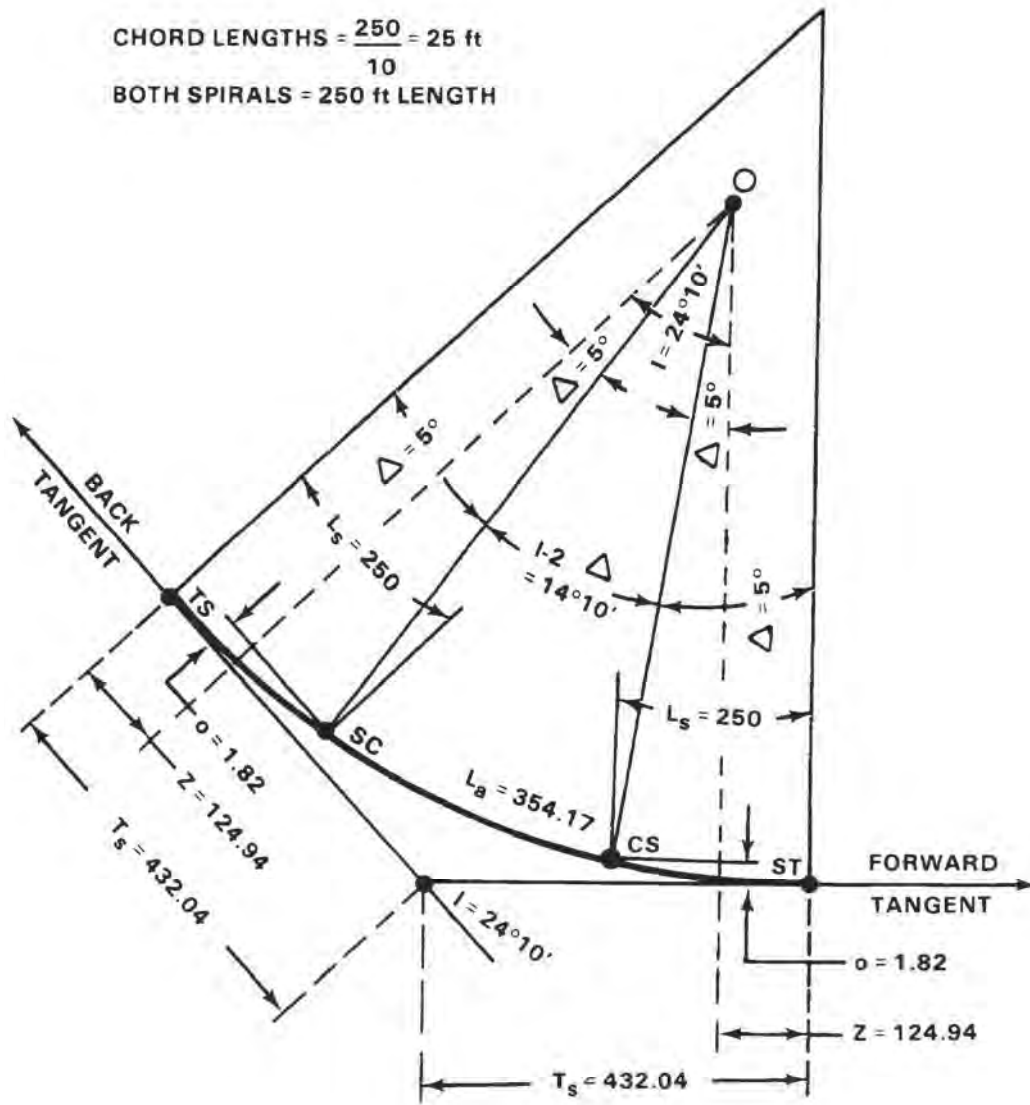 CHORD LENGTHS = 250/10 = 25 ft
BOTH SPIRALS = 250 ft LENGTH
O
I = 24°10'
△ = 5°
△ = 5°
△ = 5°
BACK
TANGENT
Ls = 250
I-2 △
= 14°10'
△ = 5°
TS
SC
Ls = 250
o = 1.82
Z = 124.94
Ts = 432.04
La = 354.17
CS
ST
FORWARD
TANGENT
I = 24°10'
o = 1.82
Z = 124.94
Ts = 432.04